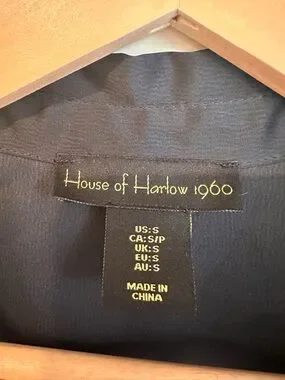 House of Harlow 1960
US:S
CA:S/P
UK:S
EU:S
AU:S
MADE IN
CHINA